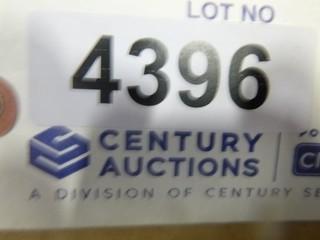 LOT NO
4396
CENTURY
AUCTIONS
A DIVISION OF CENTURY